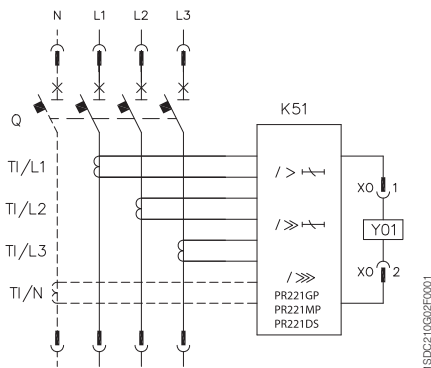 N L1 L2 L3
Q
K51
TI/L1
TI/L2
TI/L3
TI/N
/ >
/ ≫
/ ⋙
PR221GP
PR221MP
PR221DS
X0 1
Y01
X0 2
1SDC210G02F0001